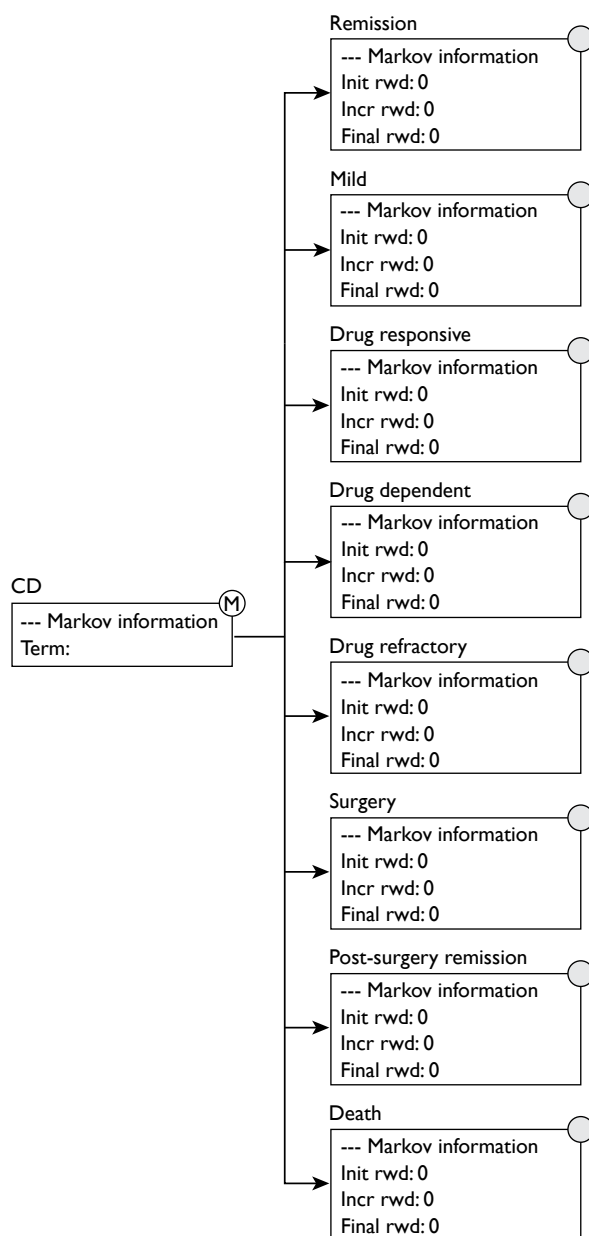 Remission
--- Markov information
Init rwd: 0
Incr rwd: 0
Final rwd: 0
Mild
--- Markov information
Init rwd: 0
Incr rwd: 0
Final rwd: 0
Drug responsive
--- Markov information
Init rwd: 0
Incr rwd: 0
Final rwd: 0
Drug dependent
--- Markov information
Init rwd: 0
Incr rwd: 0
Final rwd: 0
CD
M
--- Markov information
Term:
Drug refractory
--- Markov information
Init rwd: 0
Incr rwd: 0
Final rwd: 0
Surgery
--- Markov information
Init rwd: 0
Incr rwd: 0
Final rwd: 0
Post-surgery remission
--- Markov information
Init rwd: 0
Incr rwd: 0
Final rwd: 0
Death
--- Markov information
Init rwd: 0
Incr rwd: 0
Final rwd: 0